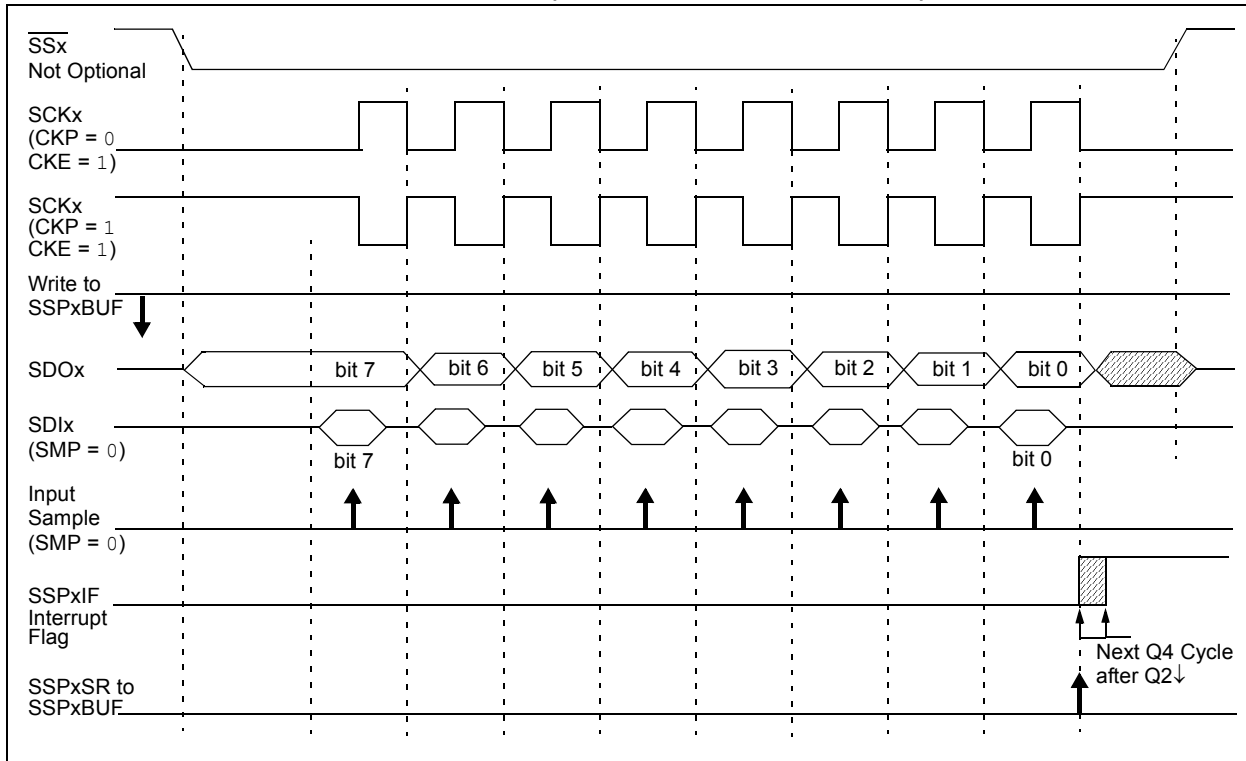 SSx
Not Optional
SCKx
(CKP = 0
CKE = 1)
SCKx
(CKP = 1
CKE = 1)
Write to
SSPxBUF
SDOx
bit 7
bit 6
bit 5
bit 4
bit 3
bit 2
bit 1
bit 0
SDIx
(SMP = 0)
bit 7
bit 0
Input
Sample
(SMP = 0)
SSPxIF
Interrupt
Flag
Next Q4 Cycle
after Q2↓
SSPxSR to
SSPxBUF